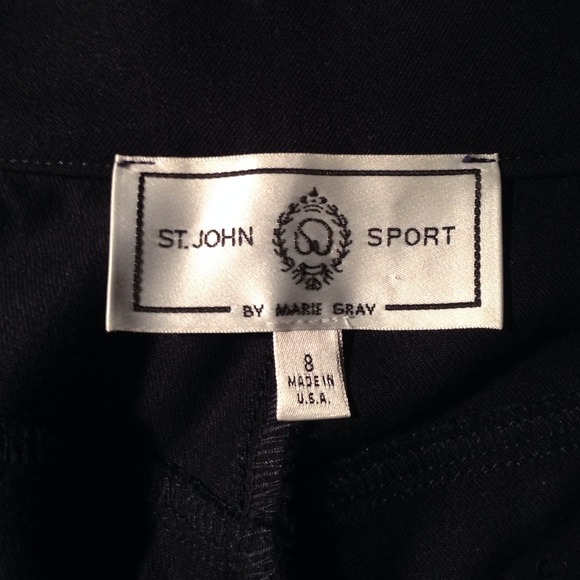 ST. JOHN SPORT
BY MARIE GRAY
8
MADE IN
U.S.A.